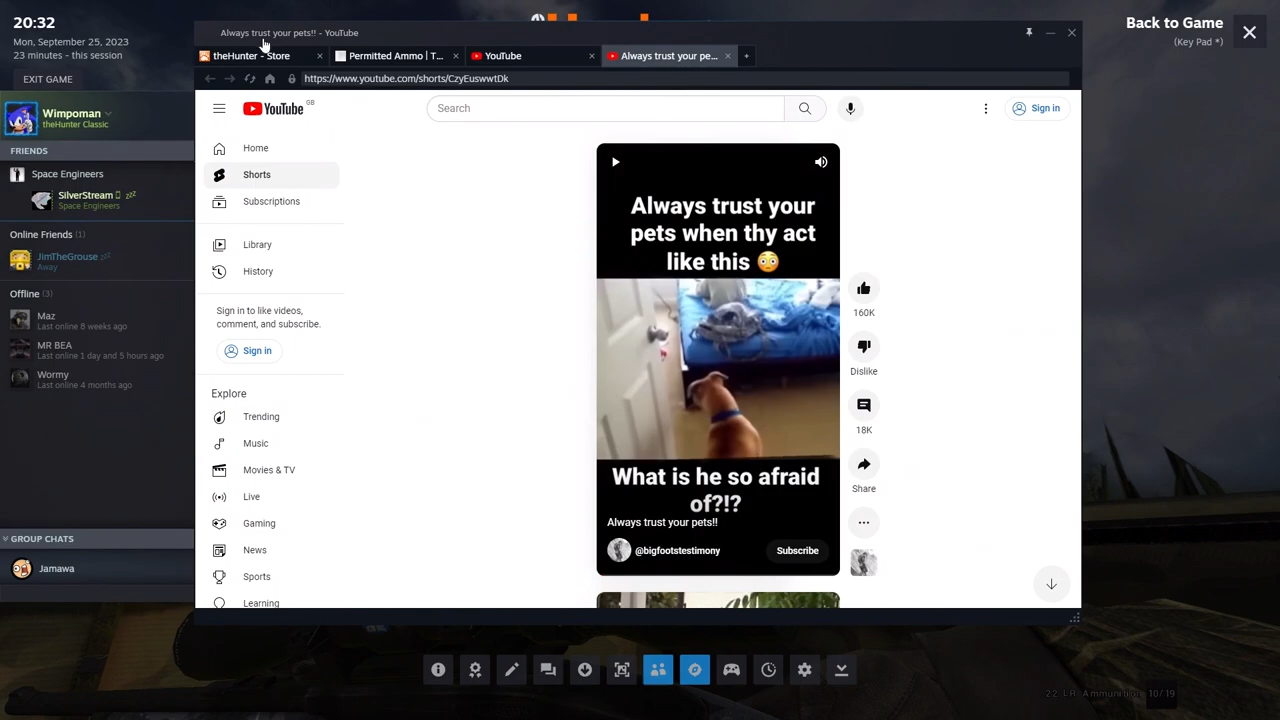 20:32
Mon, September 25, 2023
23 minutes - this session
EXIT GAME
Back to Game
(Key Pad *)
Wimpoman
theHunter Classic
FRIENDS
Space Engineers
SilverStream
Space Engineers
Online Friends (1)
JimTheGrouse
Away
Offline (3)
Maz
Last online 8 weeks ago
MR BEA
Last online 1 day and 5 hours ago
Wormy
Last online 4 months ago
GROUP CHATS
Jamawa
Always trust your pets!! - YouTube
theHunter - Store
Permitted Ammo | T...
YouTube
Always trust your pe...
https://www.youtube.com/shorts/CzyEuswwtDk
YouTube GB
Search
Sign in
Home
Shorts
Subscriptions
Library
History
Sign in to like videos,
comment, and subscribe.
Sign in
Explore
Trending
Music
Movies & TV
Live
Gaming
News
Sports
Learning
Always trust your
pets when thy act
like this 😳
What is he so afraid
of?!?
Always trust your pets!!
@bigfootstestimony
Subscribe
160K
Dislike
18K
Share
.22 LR Ammunition 10/19